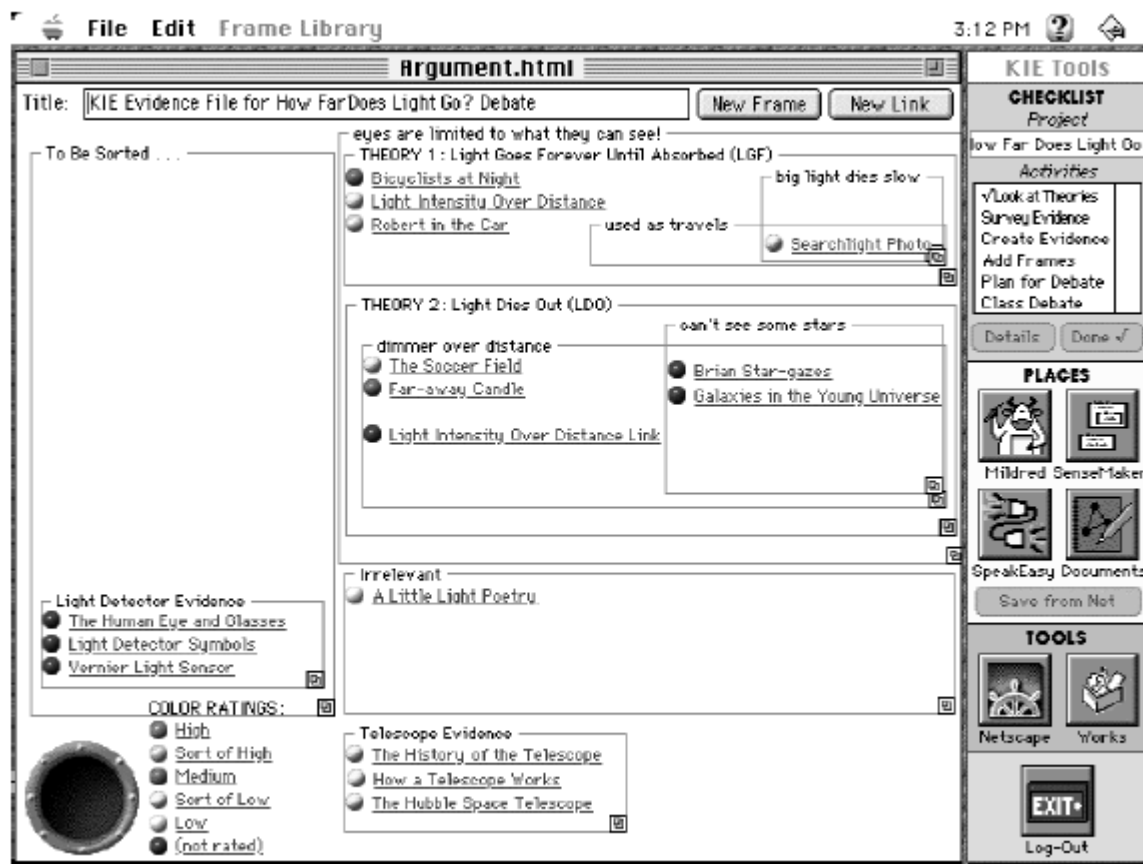 File Edit Frame Library 3:12 PM
Argument.html
Title: KIE Evidence File for How Far Does Light Go? Debate New Frame New Link
To Be Sorted . . .
Light Detector Evidence
The Human Eye and Glasses
Light Detector Symbols
Vernier Light Sensor
COLOR RATINGS:
High
Sort of High
Medium
Sort of Low
Low
(not rated)
eyes are limited to what they can see!
THEORY 1: Light Goes Forever Until Absorbed (LGF)
Bicyclists at Night
Light Intensity Over Distance
Robert in the Car
used as travels
big light dies slow
Searchlight Photo
THEORY 2: Light Dies Out (LDO)
dimmer over distance
The Soccer Field
Far-away Candle
Light Intensity Over Distance Link
can't see some stars
Brian Star-gazes
Galaxies in the Young Universe
Irrelevant
A Little Light Poetry
Telescope Evidence
The History of the Telescope
How a Telescope Works
The Hubble Space Telescope
KIE Tools
CHECKLIST
Project
low Far Does Light Go
Activities
√Look at Theories
Survey Evidence
Create Evidence
Add Frames
Plan for Debate
Class Debate
Details Done √
PLACES
Mildred SenseMaker
SpeakEasy Documents
Save from Net
TOOLS
Netscape Works
EXIT
Log-Out